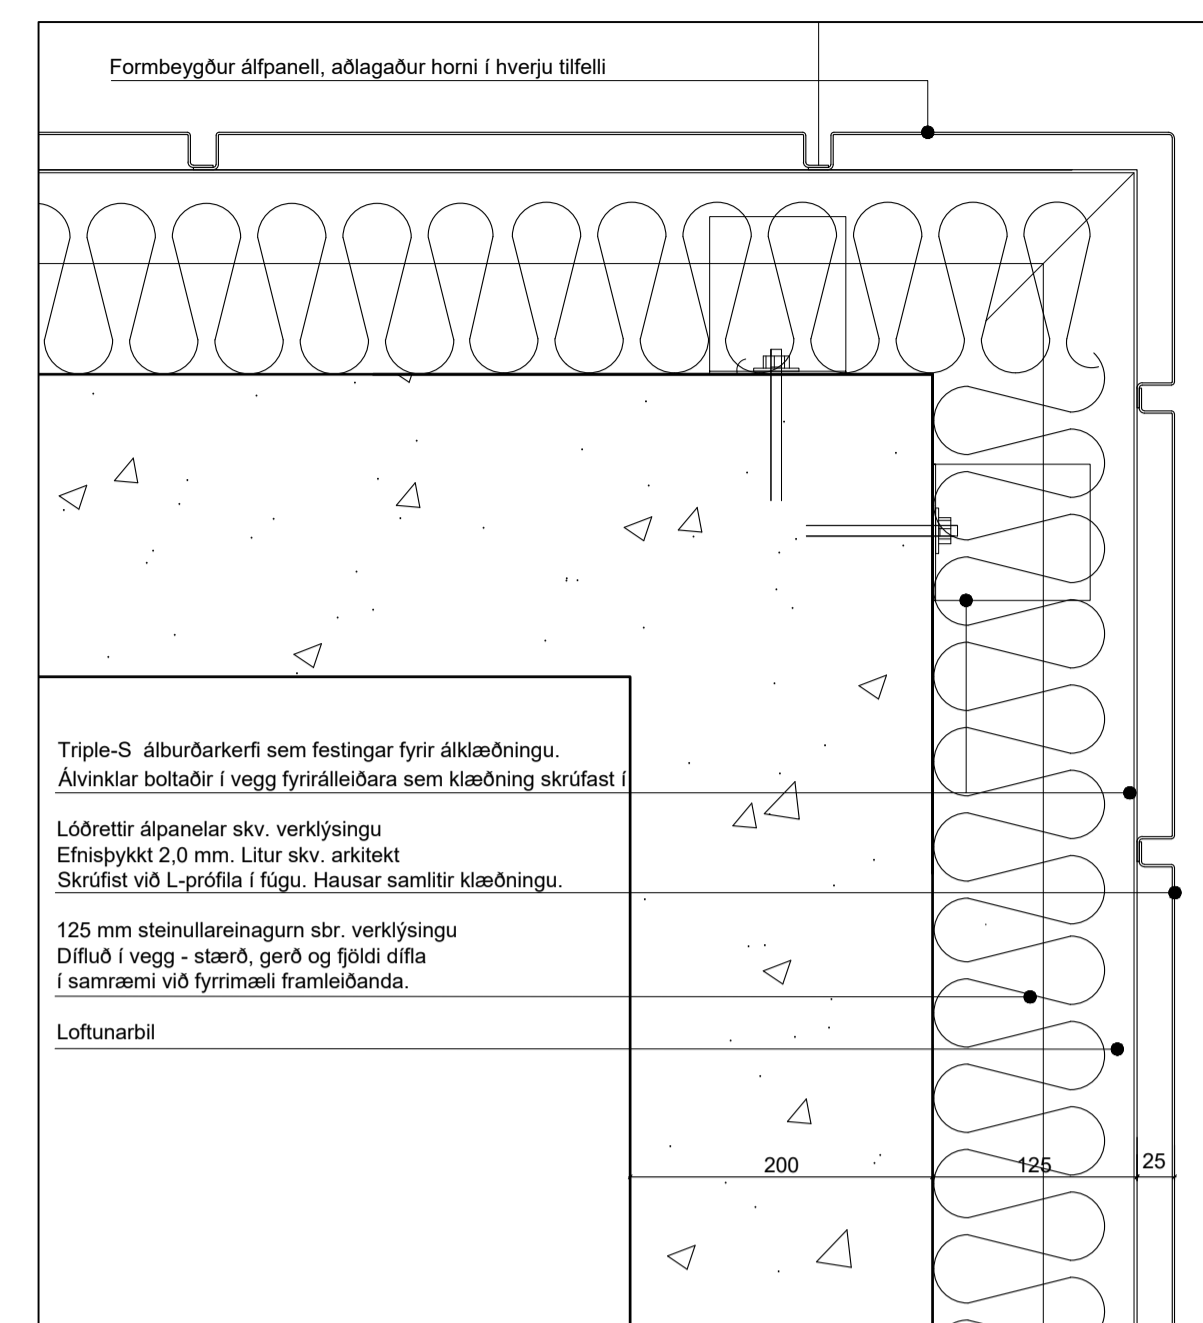 Formbeygður álfpanell, aðlagaður horni í hverju tilfelli
Triple-S álburðarkerfi sem festingar fyrir álklæðningu.
Álvinklar boltaðir í vegg fyrirálleiðara sem klæðning skrúfast í
Lóðrettir álpanelar skv. verklýsingu
Efnisþykkt 2,0 mm. Litur skv. arkitekt
Skrúfist við L-prófila í fúgu. Hausar samlitir klæðningu.
125 mm steinullareinagurn sbr. verklýsingu
Dífluð í vegg - stærð, gerð og fjöldi dífla
í samræmi við fyrrimæli framleiðanda.
Loftunarbil
200 125 25